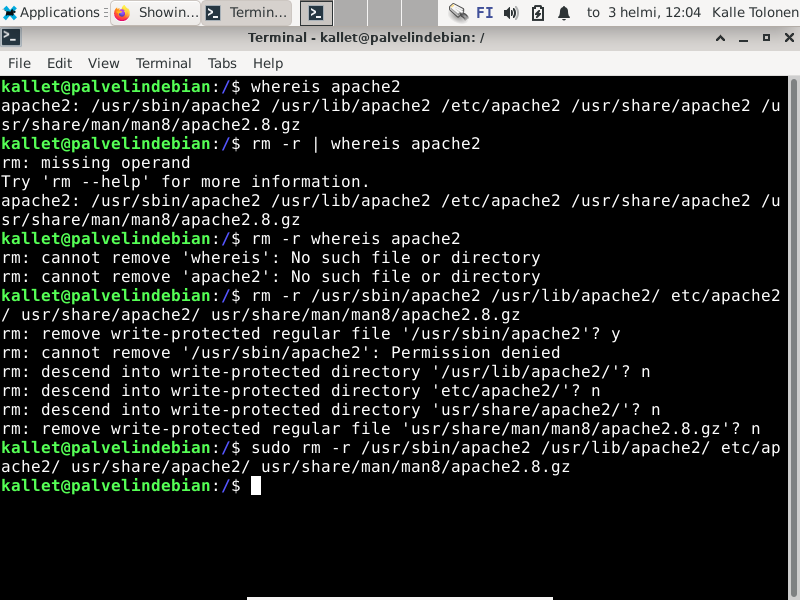 Applications
Showin...
Termin...
FI
to 3 helmi, 12:04
Kalle Tolonen
Terminal - kallet@palvelindebian: /
File Edit View Terminal Tabs Help
kallet@palvelindebian:/$ whereis apache2
apache2: /usr/sbin/apache2 /usr/lib/apache2 /etc/apache2 /usr/share/apache2 /u
sr/share/man/man8/apache2.8.gz
kallet@palvelindebian:/$ rm -r | whereis apache2
rm: missing operand
Try 'rm --help' for more information.
apache2: /usr/sbin/apache2 /usr/lib/apache2 /etc/apache2 /usr/share/apache2 /u
sr/share/man/man8/apache2.8.gz
kallet@palvelindebian:/$ rm -r whereis apache2
rm: cannot remove 'whereis': No such file or directory
rm: cannot remove 'apache2': No such file or directory
kallet@palvelindebian:/$ rm -r /usr/sbin/apache2 /usr/lib/apache2/ etc/apache2
/ usr/share/apache2/ usr/share/man/man8/apache2.8.gz
rm: remove write-protected regular file '/usr/sbin/apache2'? y
rm: cannot remove '/usr/sbin/apache2': Permission denied
rm: descend into write-protected directory '/usr/lib/apache2/'? n
rm: descend into write-protected directory 'etc/apache2/'? n
rm: descend into write-protected directory 'usr/share/apache2/'? n
rm: remove write-protected regular file 'usr/share/man/man8/apache2.8.gz'? n
kallet@palvelindebian:/$ sudo rm -r /usr/sbin/apache2 /usr/lib/apache2/ etc/ap
ache2/ usr/share/apache2/ usr/share/man/man8/apache2.8.gz
kallet@palvelindebian:/$